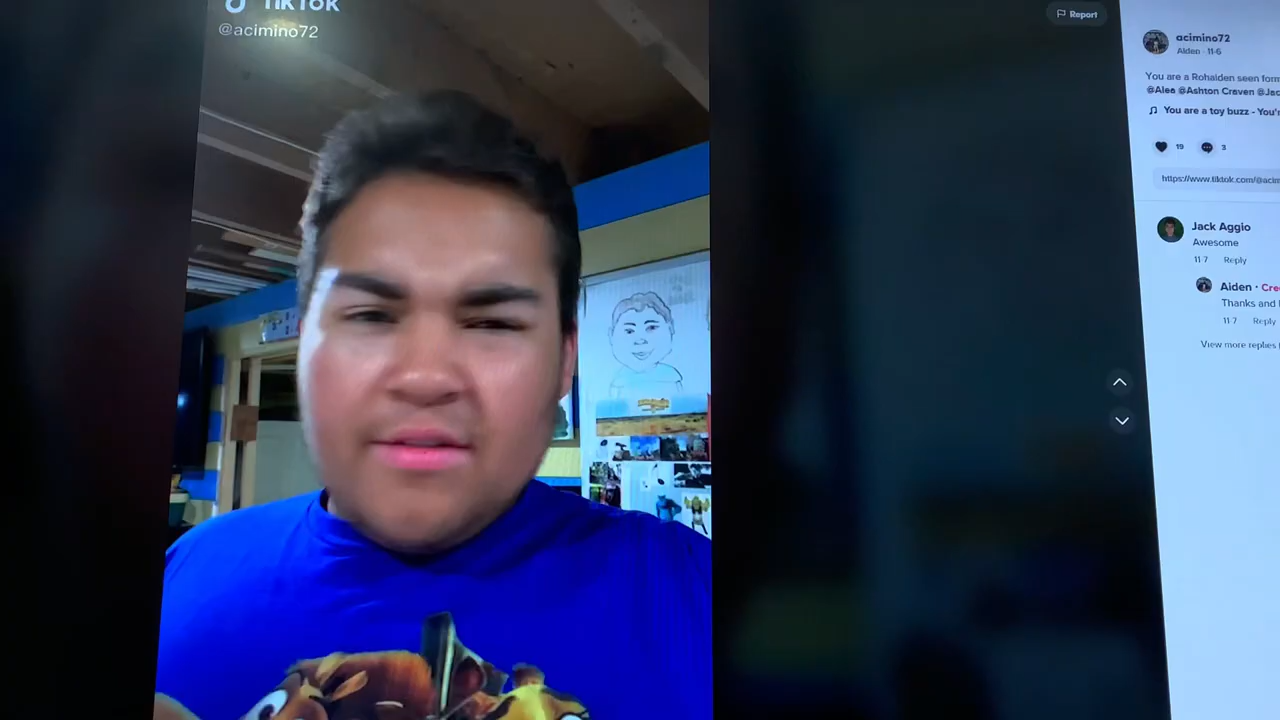 TikTok
@acimino72
Report
acimino72
Aiden · 11-6
You are a Rohaiden seen form
@Alea @Ashton Craven @Jac
You are a toy buzz - You'r
19
3
https://www.tiktok.com/@acim
Jack Aggio
Awesome
11-7 Reply
Aiden · Cre
Thanks and
11-7 Reply
View more replies